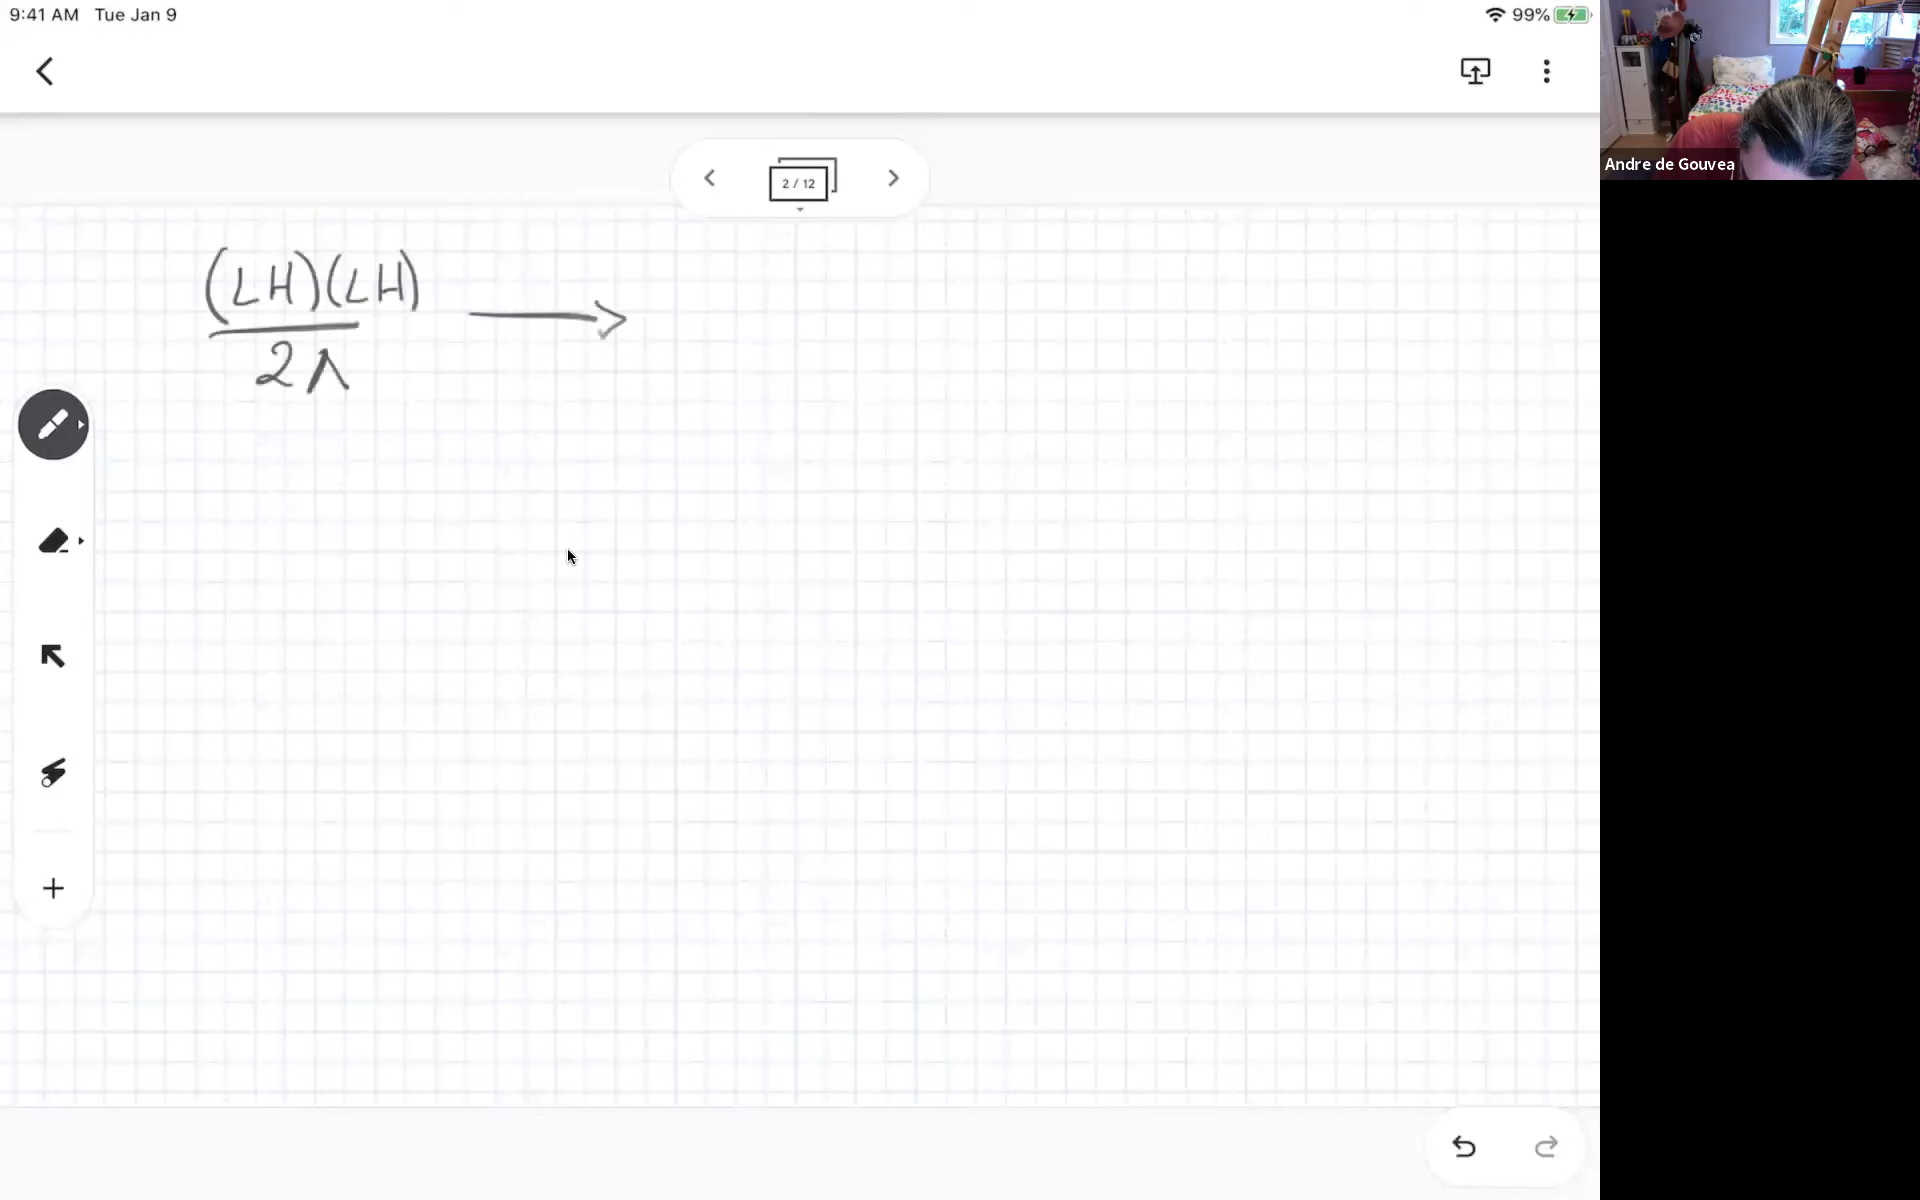 9:41 AM Tue Jan 9
99%
Andre de Gouvea
2 / 12
(LH)(LH)
2Λ